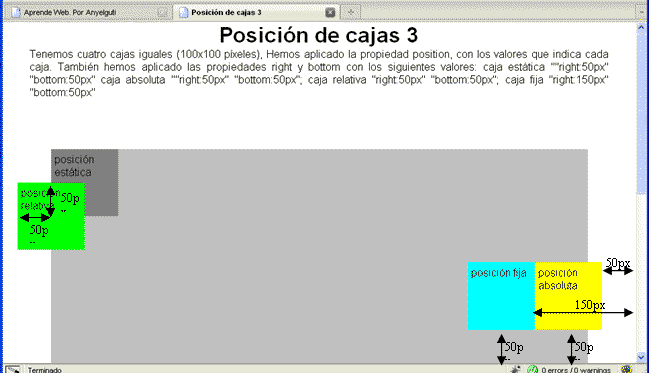 Aprende Web. Por Anyelguti
Posición de cajas 3
Posición de cajas 3
Tenemos cuatro cajas iguales (100x100 píxeles), Hemos aplicado la propiedad position, con los valores que indica cada
caja. También hemos aplicado las propiedades right y bottom con los siguientes valores: caja estática ""right:50px"
"bottom:50px" caja absoluta ""right:50px" "bottom:50px"; caja relativa "right:50px" "bottom:50px"; caja fija "right:150px"
"bottom:50px"
posición
estática
posición
relativa
50p
50p
posición fija
posición
absoluta
50px
150px
50p
50p
Terminado
0 errors / 0 warnings